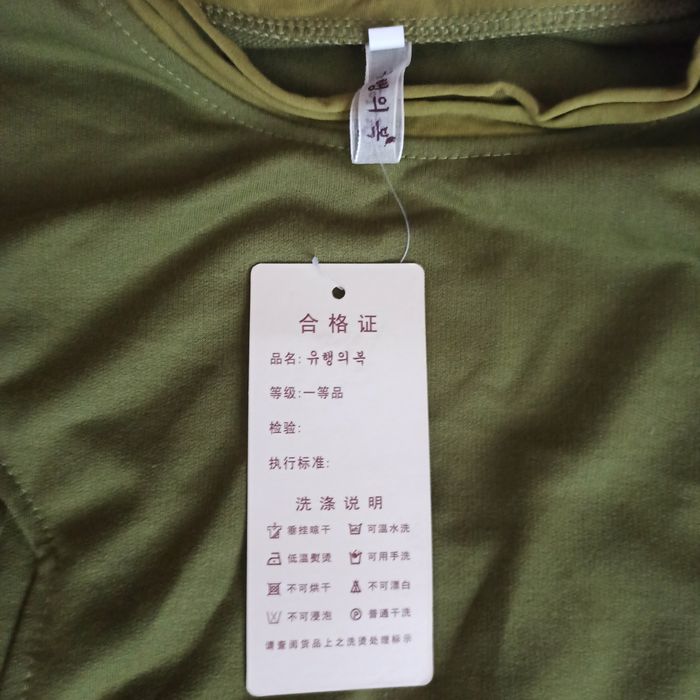 행의 복
合格证
品名: 유행의복
等级:一等品
检验:
执行标准:
洗涤说明
垂挂晾干 可温水洗
低温熨烫 可用手洗
不可烘干 不可漂白
不可浸泡 普通干洗
请查阅货品上之洗烫处理标示